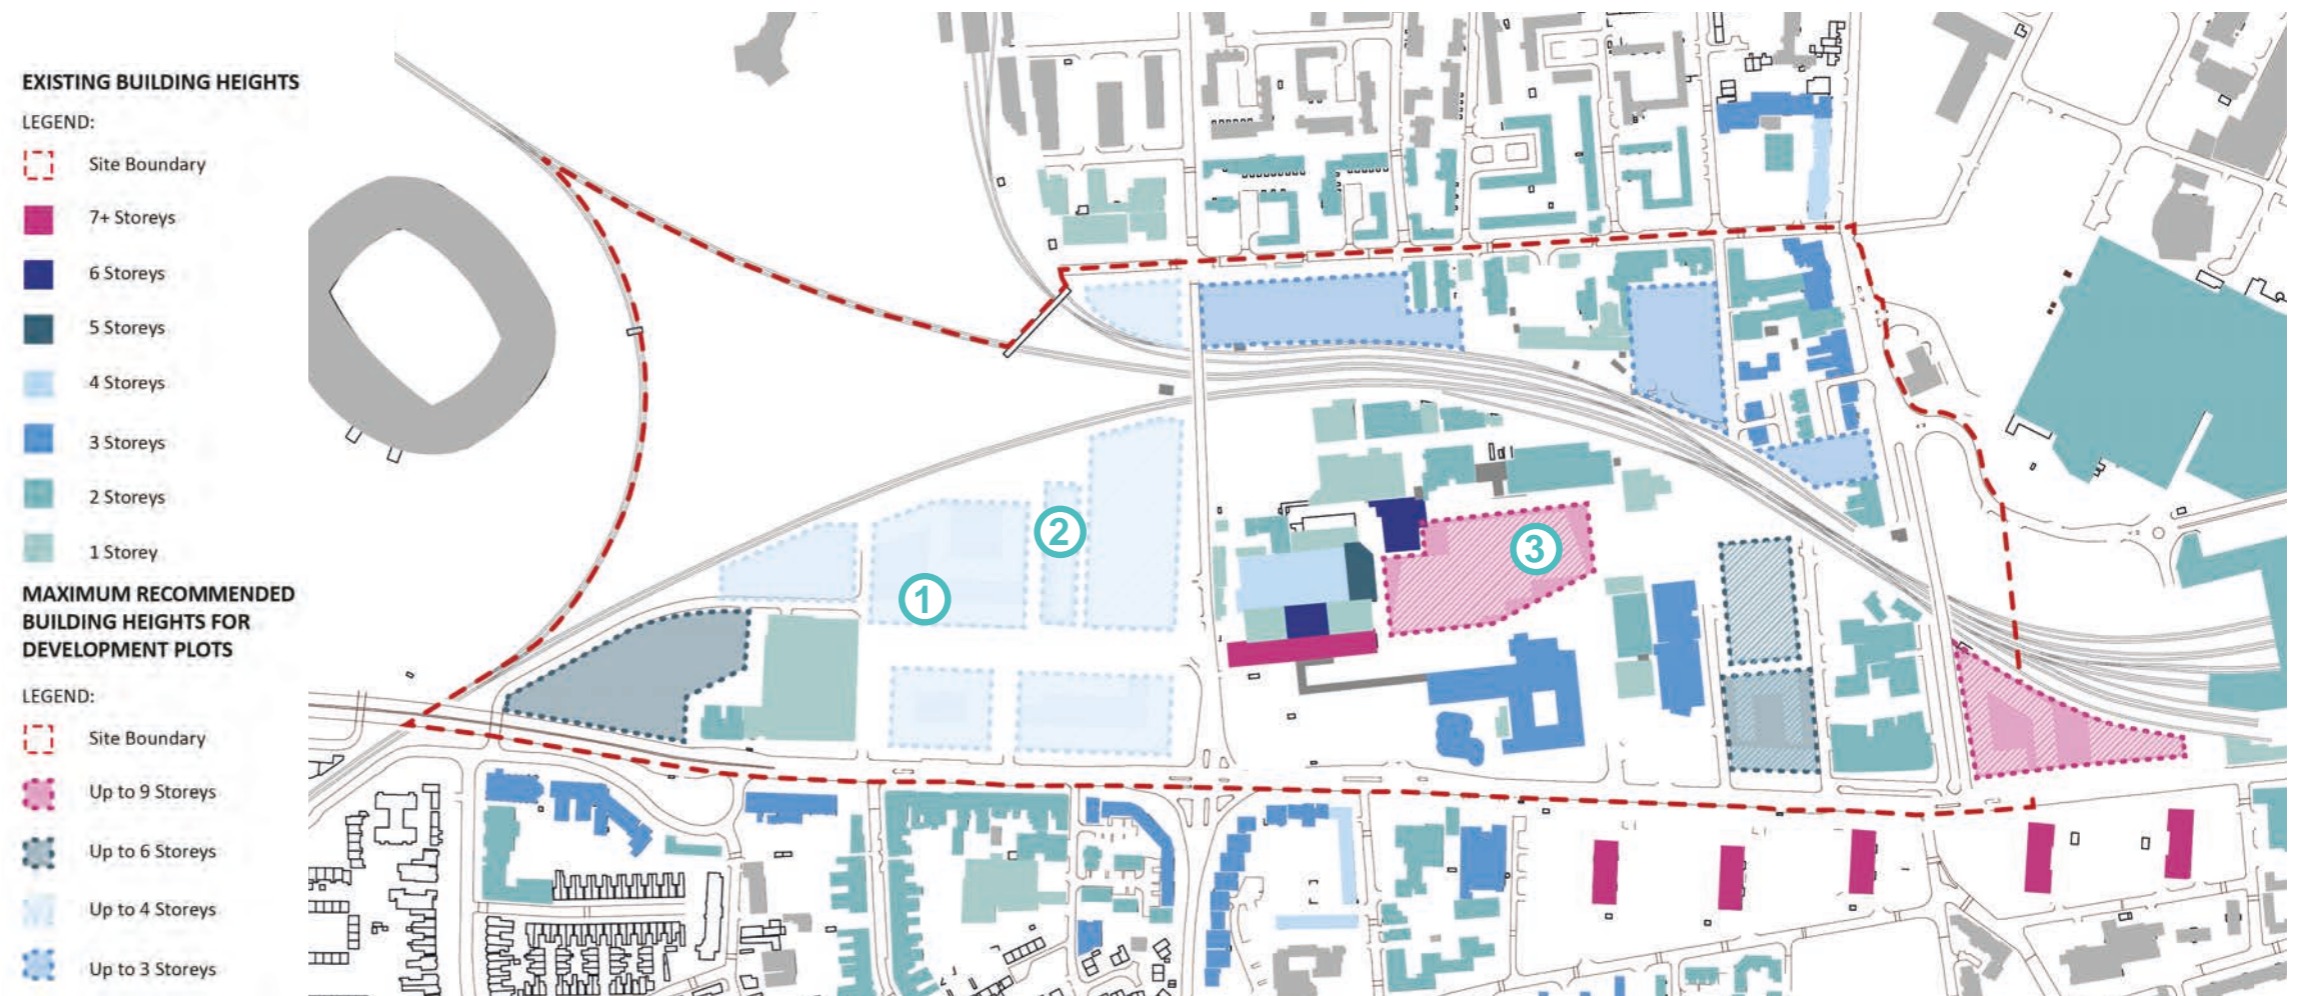 EXISTING BUILDING HEIGHTS
LEGEND:
Site Boundary
7+ Storeys
6 Storeys
5 Storeys
4 Storeys
3 Storeys
2 Storeys
1 Storey
MAXIMUM RECOMMENDED
BUILDING HEIGHTS FOR
DEVELOPMENT PLOTS
LEGEND:
Site Boundary
Up to 9 Storeys
Up to 6 Storeys
Up to 4 Storeys
Up to 3 Storeys
1
2
3